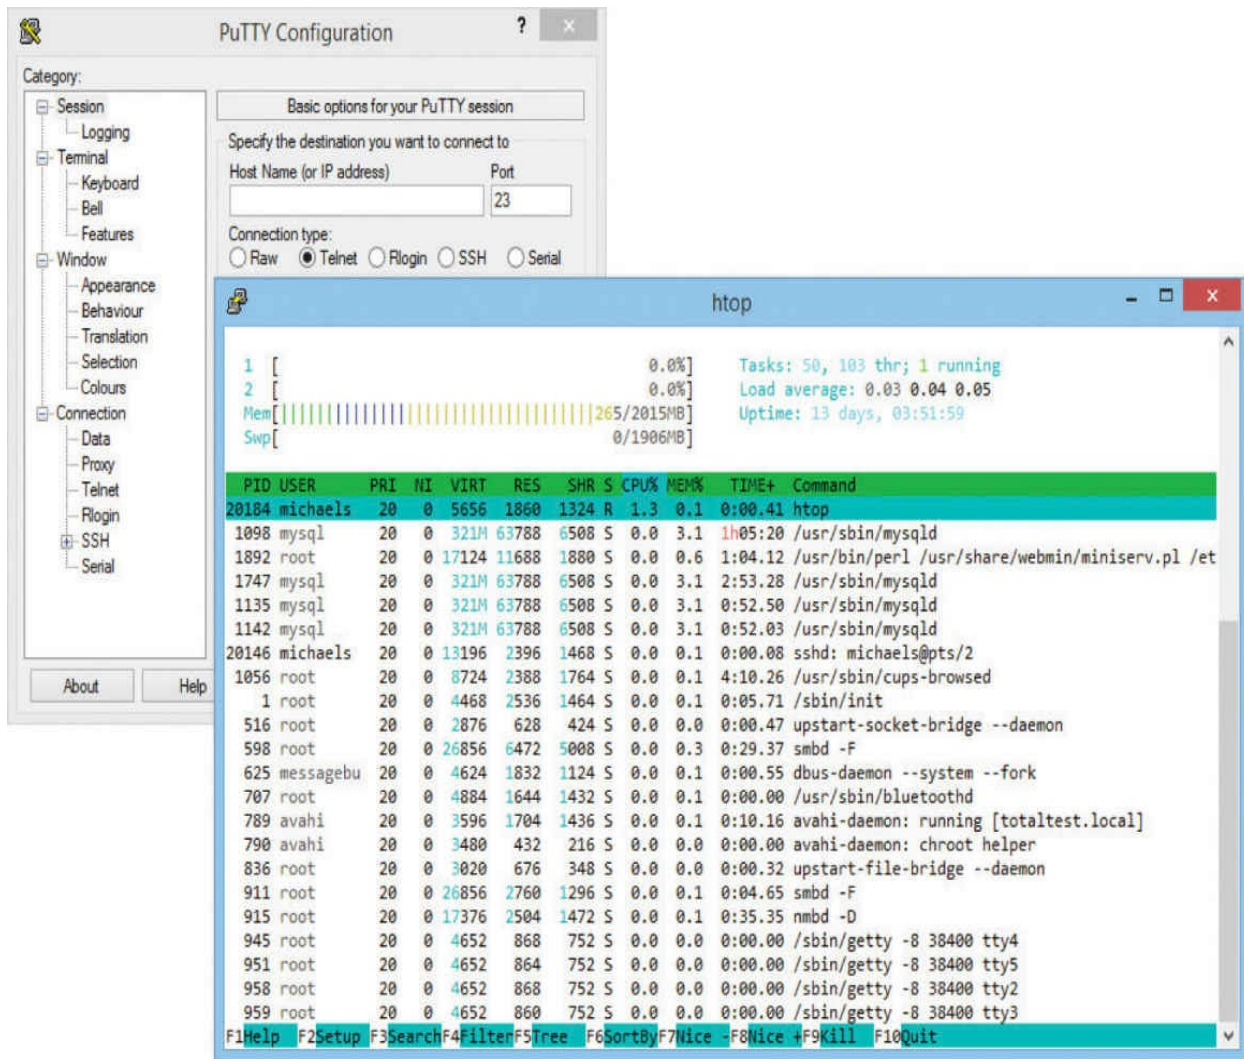 PuTTY Configuration ?
Category:
Session
Logging
Terminal
Keyboard
Bell
Features
Window
Appearance
Behaviour
Translation
Selection
Colours
Connection
Data
Proxy
Telnet
Rlogin
SSH
Serial
About Help
Basic options for your PuTTY session
Specify the destination you want to connect to
Host Name (or IP address) Port
23
Connection type:
Raw Telnet Rlogin SSH Serial
htop
1 [ 0.0%] Tasks: 50, 103 thr; 1 running
2 [ 0.0%] Load average: 0.03 0.04 0.05
Mem[||||||||||||||||||||||||||||||||||||265/2015MB] Uptime: 13 days, 03:51:59
Swp[ 0/1906MB]
PID USER PRI NI VIRT RES SHR S CPU% MEM% TIME+ Command
20184 michaels 20 0 5656 1860 1324 R 1.3 0.1 0:00.41 htop
1098 mysql 20 0 321M 63788 6508 S 0.0 3.1 1h05:20 /usr/sbin/mysqld
1892 root 20 0 17124 11688 1880 S 0.0 0.6 1:04.12 /usr/bin/perl /usr/share/webmin/miniserv.pl /et
1747 mysql 20 0 321M 63788 6508 S 0.0 3.1 2:53.28 /usr/sbin/mysqld
1135 mysql 20 0 321M 63788 6508 S 0.0 3.1 0:52.50 /usr/sbin/mysqld
1142 mysql 20 0 321M 63788 6508 S 0.0 3.1 0:52.03 /usr/sbin/mysqld
20146 michaels 20 0 13196 2396 1468 S 0.0 0.1 0:00.08 sshd: michaels@pts/2
1056 root 20 0 8724 2388 1764 S 0.0 0.1 4:10.26 /usr/sbin/cups-browsed
1 root 20 0 4468 2536 1464 S 0.0 0.1 0:05.71 /sbin/init
516 root 20 0 2876 628 424 S 0.0 0.0 0:00.47 upstart-socket-bridge --daemon
598 root 20 0 26856 6472 5008 S 0.0 0.3 0:29.37 smbd -F
625 messagebu 20 0 4624 1832 1124 S 0.0 0.1 0:00.55 dbus-daemon --system --fork
707 root 20 0 4884 1644 1432 S 0.0 0.1 0:00.00 /usr/sbin/bluetoothd
789 avahi 20 0 3596 1704 1436 S 0.0 0.1 0:10.16 avahi-daemon: running [totaltest.local]
790 avahi 20 0 3480 432 216 S 0.0 0.0 0:00.00 avahi-daemon: chroot helper
836 root 20 0 3020 676 348 S 0.0 0.0 0:00.32 upstart-file-bridge --daemon
911 root 20 0 26856 2760 1296 S 0.0 0.1 0:04.65 smbd -F
915 root 20 0 17376 2504 1472 S 0.0 0.1 0:35.35 nmbd -D
945 root 20 0 4652 868 752 S 0.0 0.0 0:00.00 /sbin/getty -8 38400 tty4
951 root 20 0 4652 864 752 S 0.0 0.0 0:00.00 /sbin/getty -8 38400 tty5
958 root 20 0 4652 868 752 S 0.0 0.0 0:00.00 /sbin/getty -8 38400 tty2
959 root 20 0 4652 860 752 S 0.0 0.0 0:00.00 /sbin/getty -8 38400 tty3
F1Help F2Setup F3SearchF4FilterF5Tree F6SortByF7Nice -F8Nice +F9Kill F10Quit